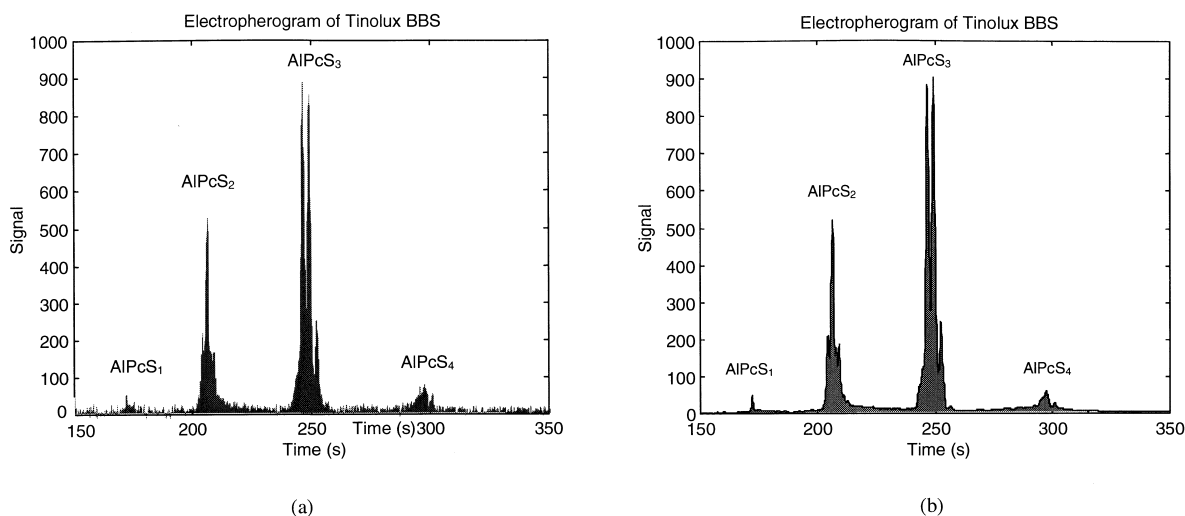 Electropherogram of Tinolux BBS
1000
900
800
700
600
500
400
300
200
100
0
Signal
AlPcS1
AlPcS2
AlPcS3
AlPcS4
150
200
250
Time (s)
300
350
Time (s)
(a)
Electropherogram of Tinolux BBS
1000
900
800
700
600
500
400
300
200
100
0
Signal
AlPcS1
AlPcS2
AlPcS3
AlPcS4
150
200
250
300
350
Time (s)
(b)